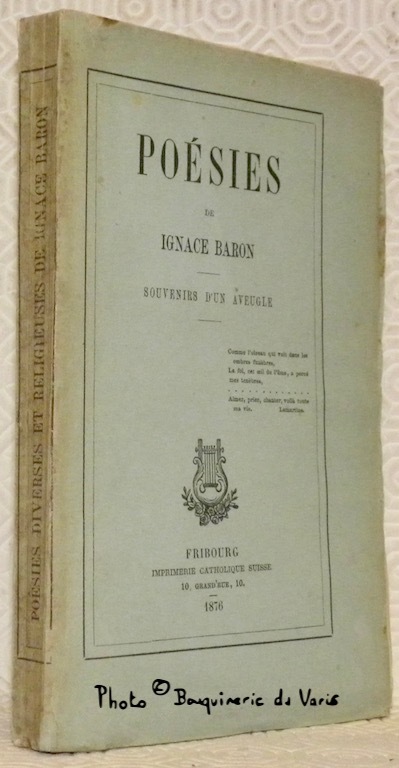 POÉSIES DIVERSES ET RELIGIEUSES DE IGNACE BARON
POÉSIES
DE
IGNACE BARON
SOUVENIRS D'UN AVEUGLE
Comme l'oiseau qui voit dans les
ombres funèbres,
La foi, cet œil de l'âme, a percé
mes ténèbres,
. . . . . . . . . . . . .
Aimer, prier, chanter, voilà toute
ma vie. Lamartine.
FRIBOURG
IMPRIMERIE CATHOLIQUE SUISSE
10, GRAND'RUE, 10.
1876
Photo © Bouquinerie du Varis